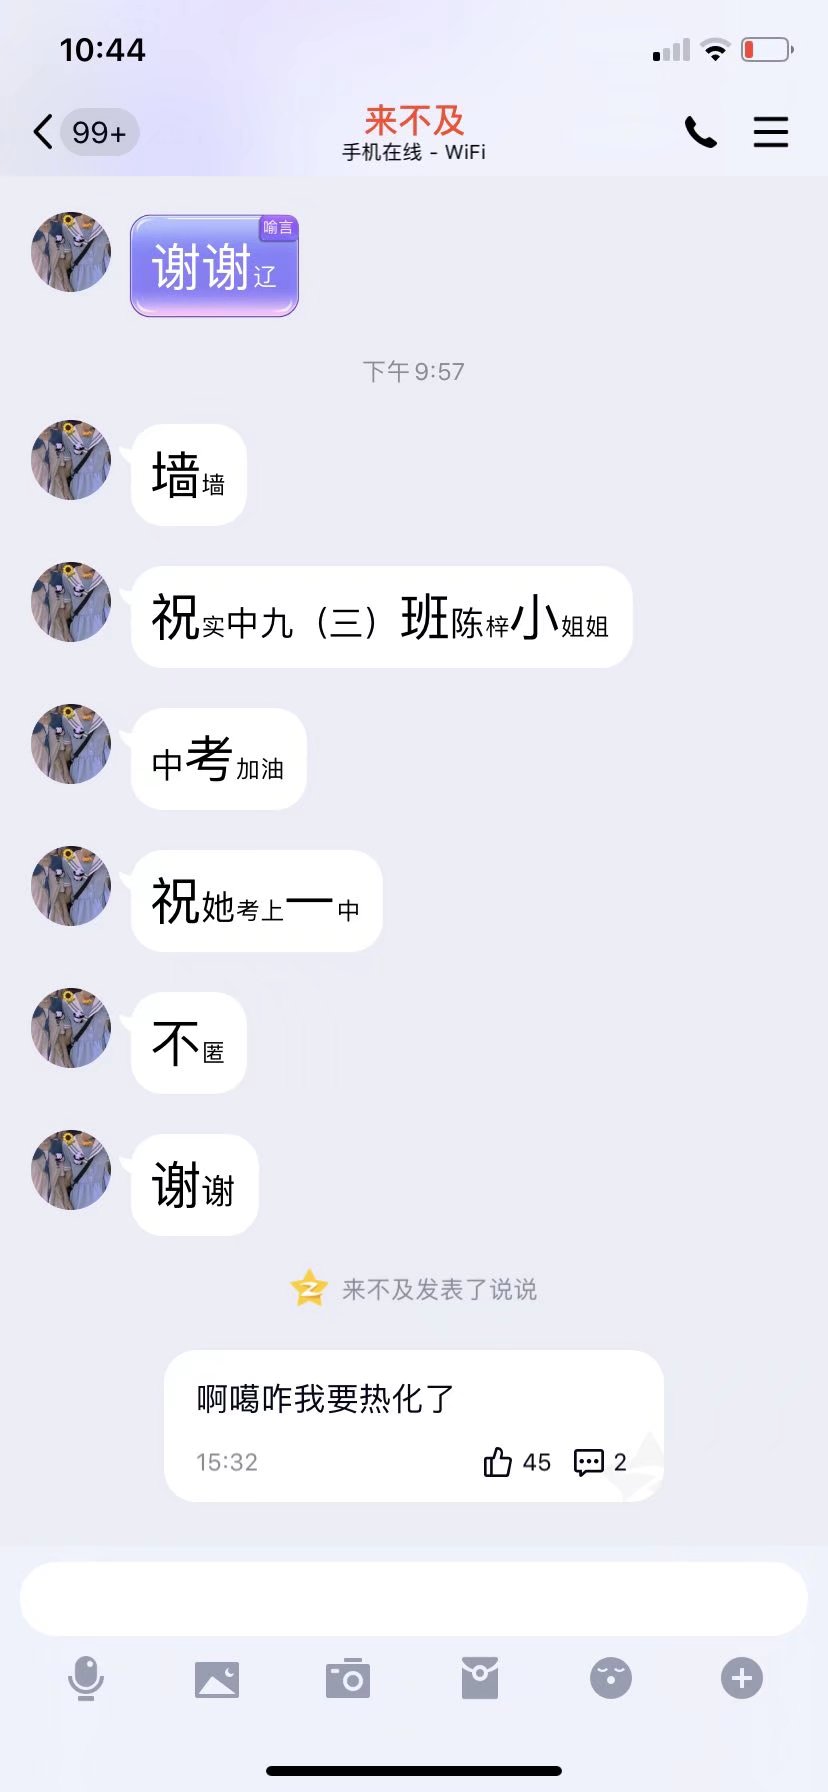 10:44
99+
来不及
手机在线 - WiFi
喻言
谢谢辽
下午9:57
墙墙
祝实中九（三）班陈梓小姐姐
中考加油
祝她考上一中
不匿
谢谢
来不及发表了说说
啊噶咋我要热化了
15:32 45 2